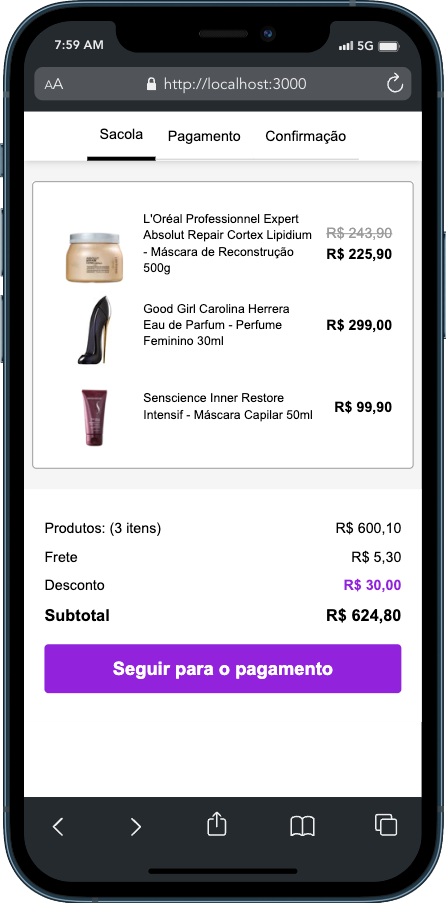 7:59 AM
5G
AA
http://localhost:3000
Sacola
Pagamento
Confirmação
L'Oréal Professionnel Expert
Absolut Repair Cortex Lipidium
- Máscara de Reconstrução
500g
R$ 243,90
R$ 225,90
Good Girl Carolina Herrera
Eau de Parfum - Perfume
Feminino 30ml
R$ 299,00
Senscience Inner Restore
Intensif - Máscara Capilar 50ml
R$ 99,90
Produtos: (3 itens) R$ 600,10
Frete R$ 5,30
Desconto R$ 30,00
Subtotal R$ 624,80
Seguir para o pagamento